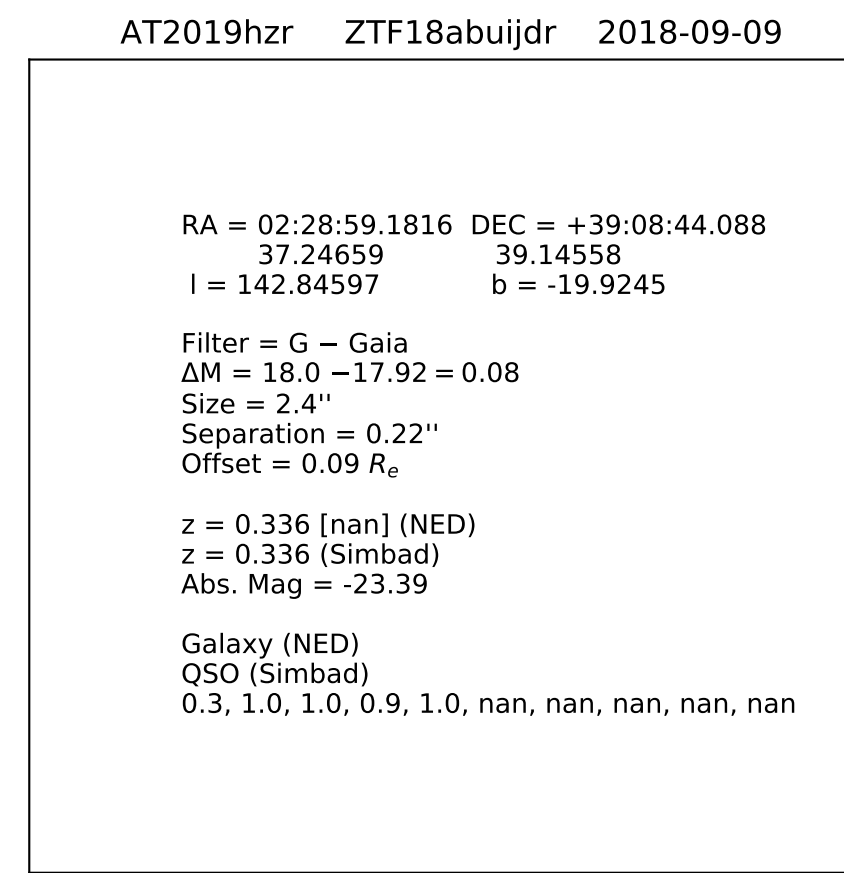 AT2019hzr ZTF18abuijdr 2018-09-09
RA = 02:28:59.1816 DEC = +39:08:44.088
37.24659 39.14558
l = 142.84597 b = -19.9245
Filter = G − Gaia
ΔM = 18.0 −17.92 = 0.08
Size = 2.4''
Separation = 0.22''
Offset = 0.09 Re
z = 0.336 [nan] (NED)
z = 0.336 (Simbad)
Abs. Mag = -23.39
Galaxy (NED)
QSO (Simbad)
0.3, 1.0, 1.0, 0.9, 1.0, nan, nan, nan, nan, nan